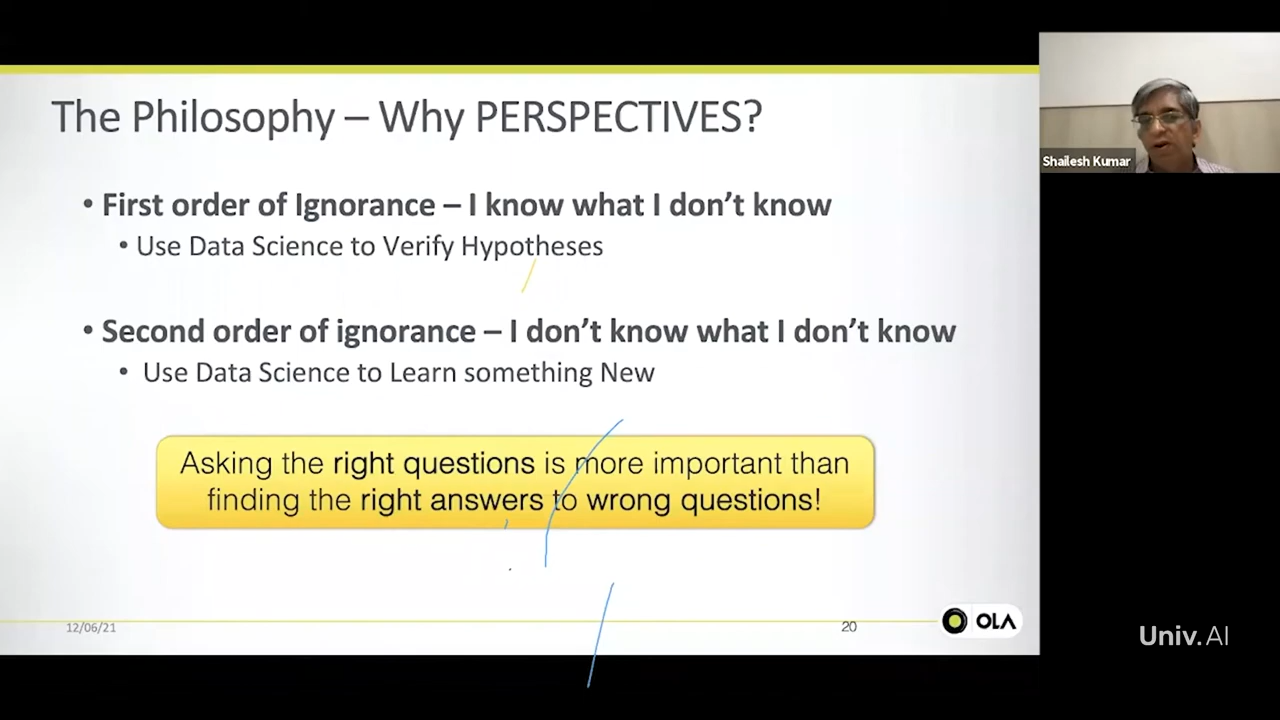 The Philosophy – Why PERSPECTIVES?
Shailesh Kumar
• First order of Ignorance – I know what I don’t know
• Use Data Science to Verify Hypotheses
• Second order of ignorance – I don’t know what I don’t know
• Use Data Science to Learn something New
Asking the right questions is more important than
finding the right answers to wrong questions!
12/06/21
20
OLA
Univ.AI